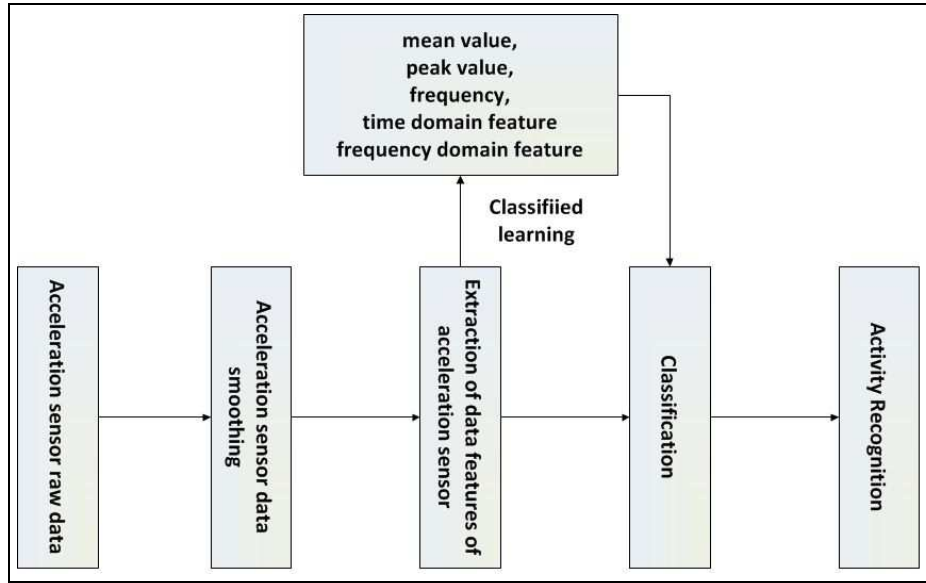 mean value,
peak value,
frequency,
time domain feature
frequency domain feature
Classifiied
learning
Acceleration sensor raw data
Acceleration sensor data
smoothing
Extraction of data features of
acceleration sensor
Classification
Activity Recognition